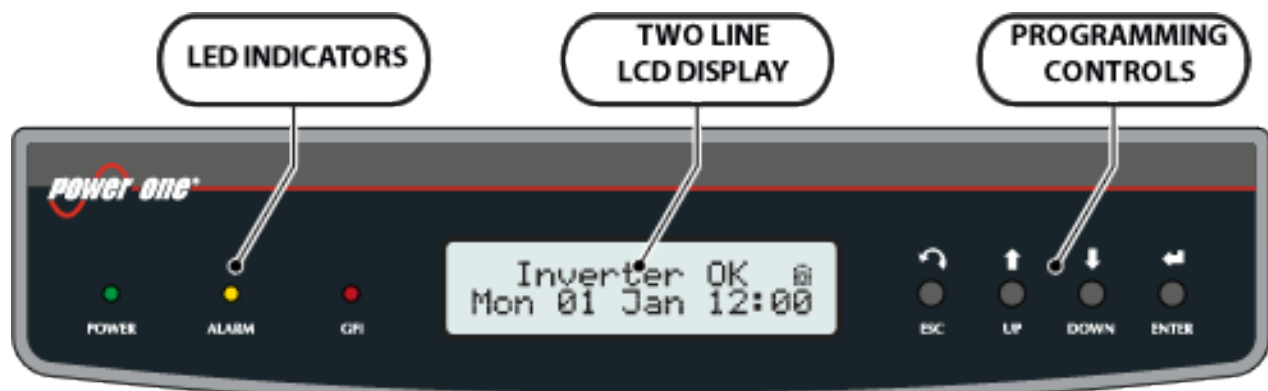 LED INDICATORS
TWO LINE
LCD DISPLAY
PROGRAMMING
CONTROLS
power-one
Inverter OK
Mon 01 Jan 12:00
POWER
ALARM
GFI
ESC
UP
DOWN
ENTER